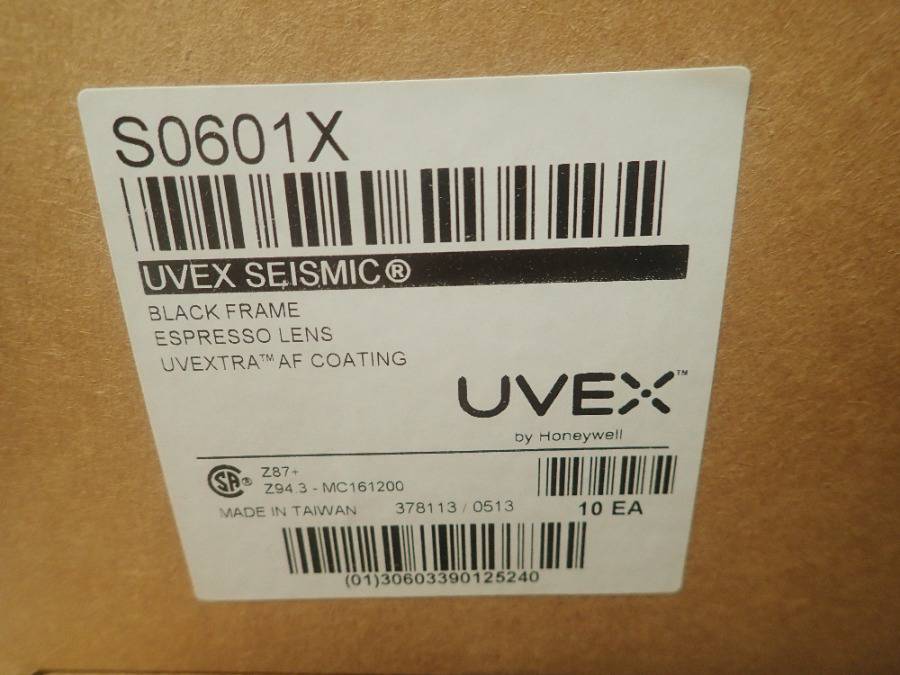 S0601X
UVEX SEISMIC®
BLACK FRAME
ESPRESSO LENS
UVEXTRA™ AF COATING
UVEX™
by Honeywell
SA® Z87+
Z94.3 - MC161200
MADE IN TAIWAN 378113 / 0513 10 EA
(01)30603390125240